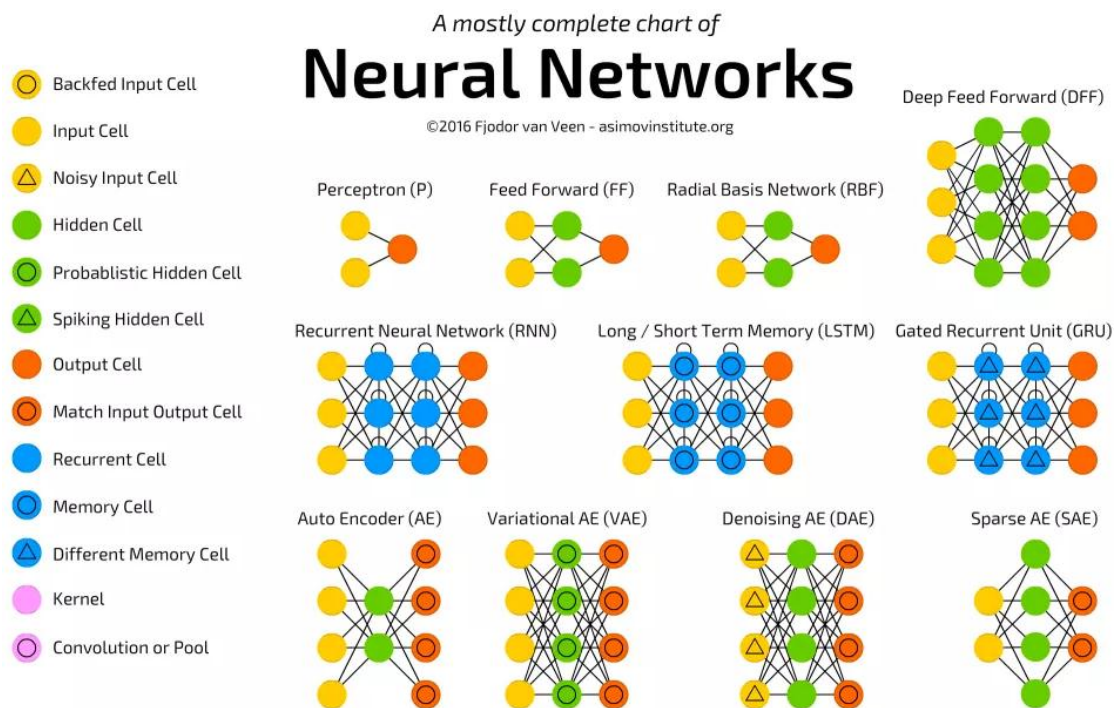 A mostly complete chart of
Neural Networks
©2016 Fjodor van Veen - asimovinstitute.org
Backfed Input Cell
Input Cell
Noisy Input Cell
Hidden Cell
Probablistic Hidden Cell
Spiking Hidden Cell
Output Cell
Match Input Output Cell
Recurrent Cell
Memory Cell
Different Memory Cell
Kernel
Convolution or Pool
Perceptron (P)
Feed Forward (FF)
Radial Basis Network (RBF)
Deep Feed Forward (DFF)
Recurrent Neural Network (RNN)
Long / Short Term Memory (LSTM)
Gated Recurrent Unit (GRU)
Auto Encoder (AE)
Variational AE (VAE)
Denoising AE (DAE)
Sparse AE (SAE)